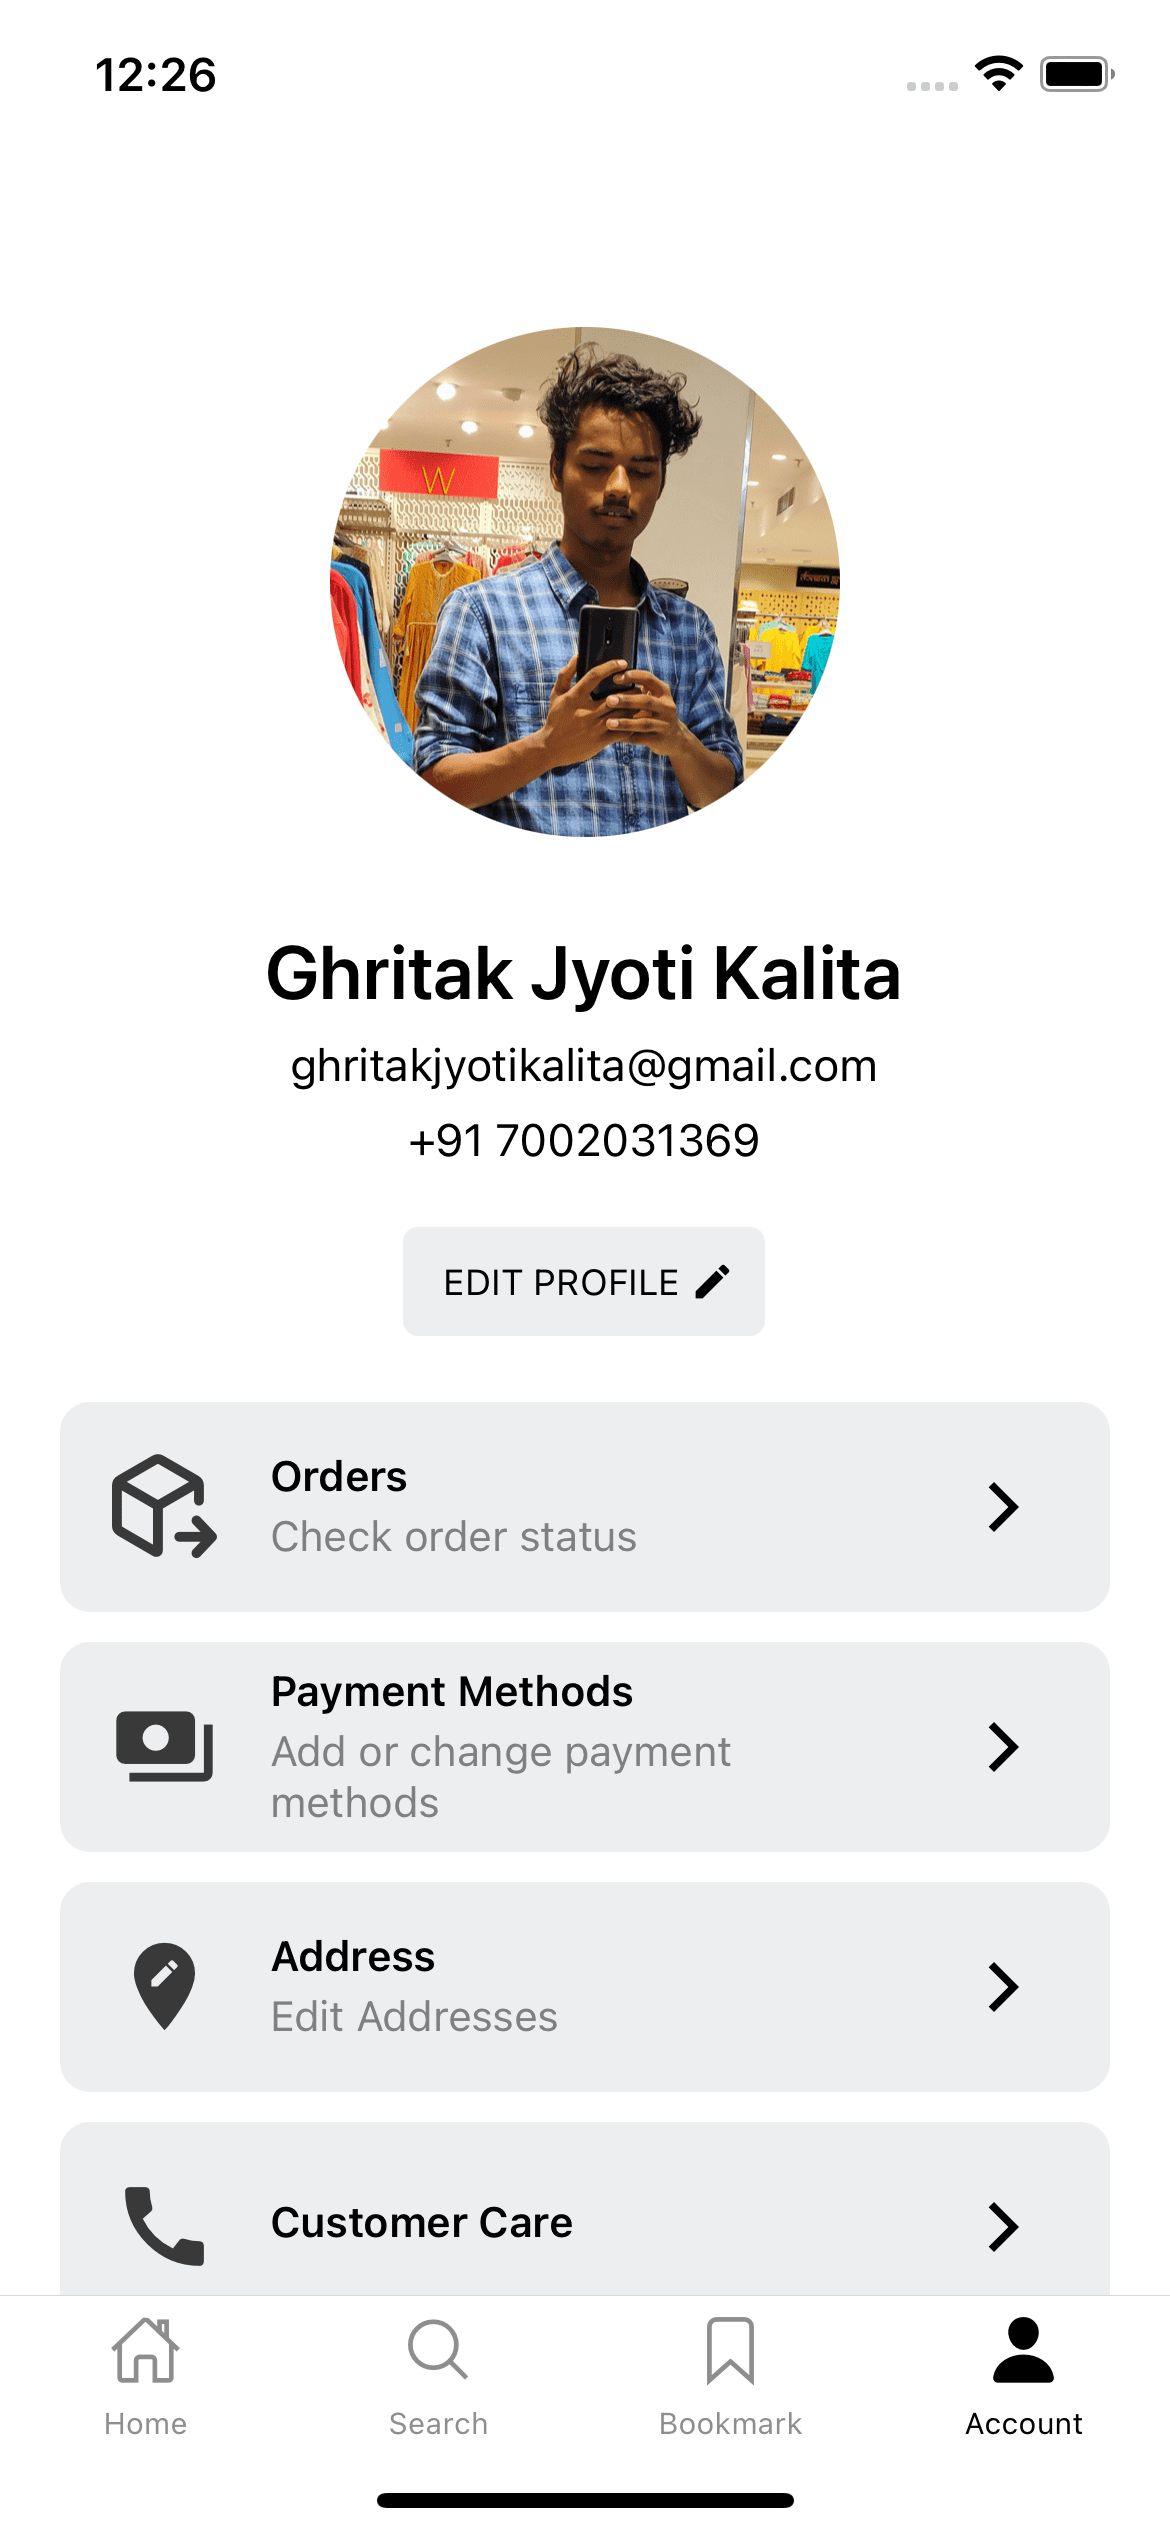 12:26
W
Ghritak Jyoti Kalita
ghritakjyotikalita@gmail.com
+91 7002031369
EDIT PROFILE
Orders
Check order status
Payment Methods
Add or change payment
methods
Address
Edit Addresses
Customer Care
Home
Search
Bookmark
Account